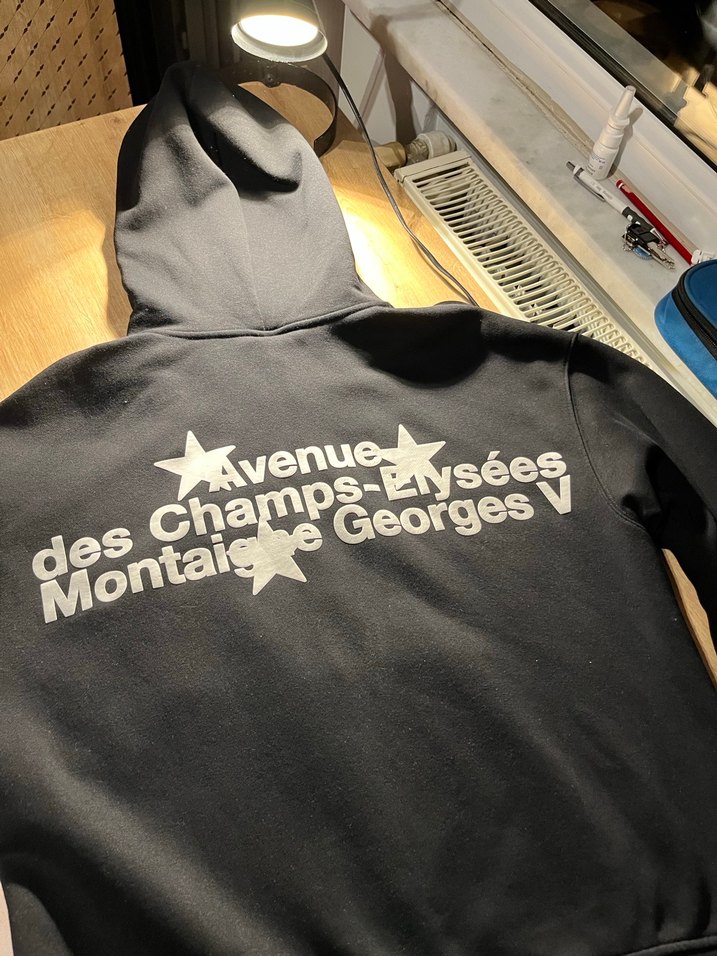 Avenue
des Champs-Elysées
Montaigne Georges V